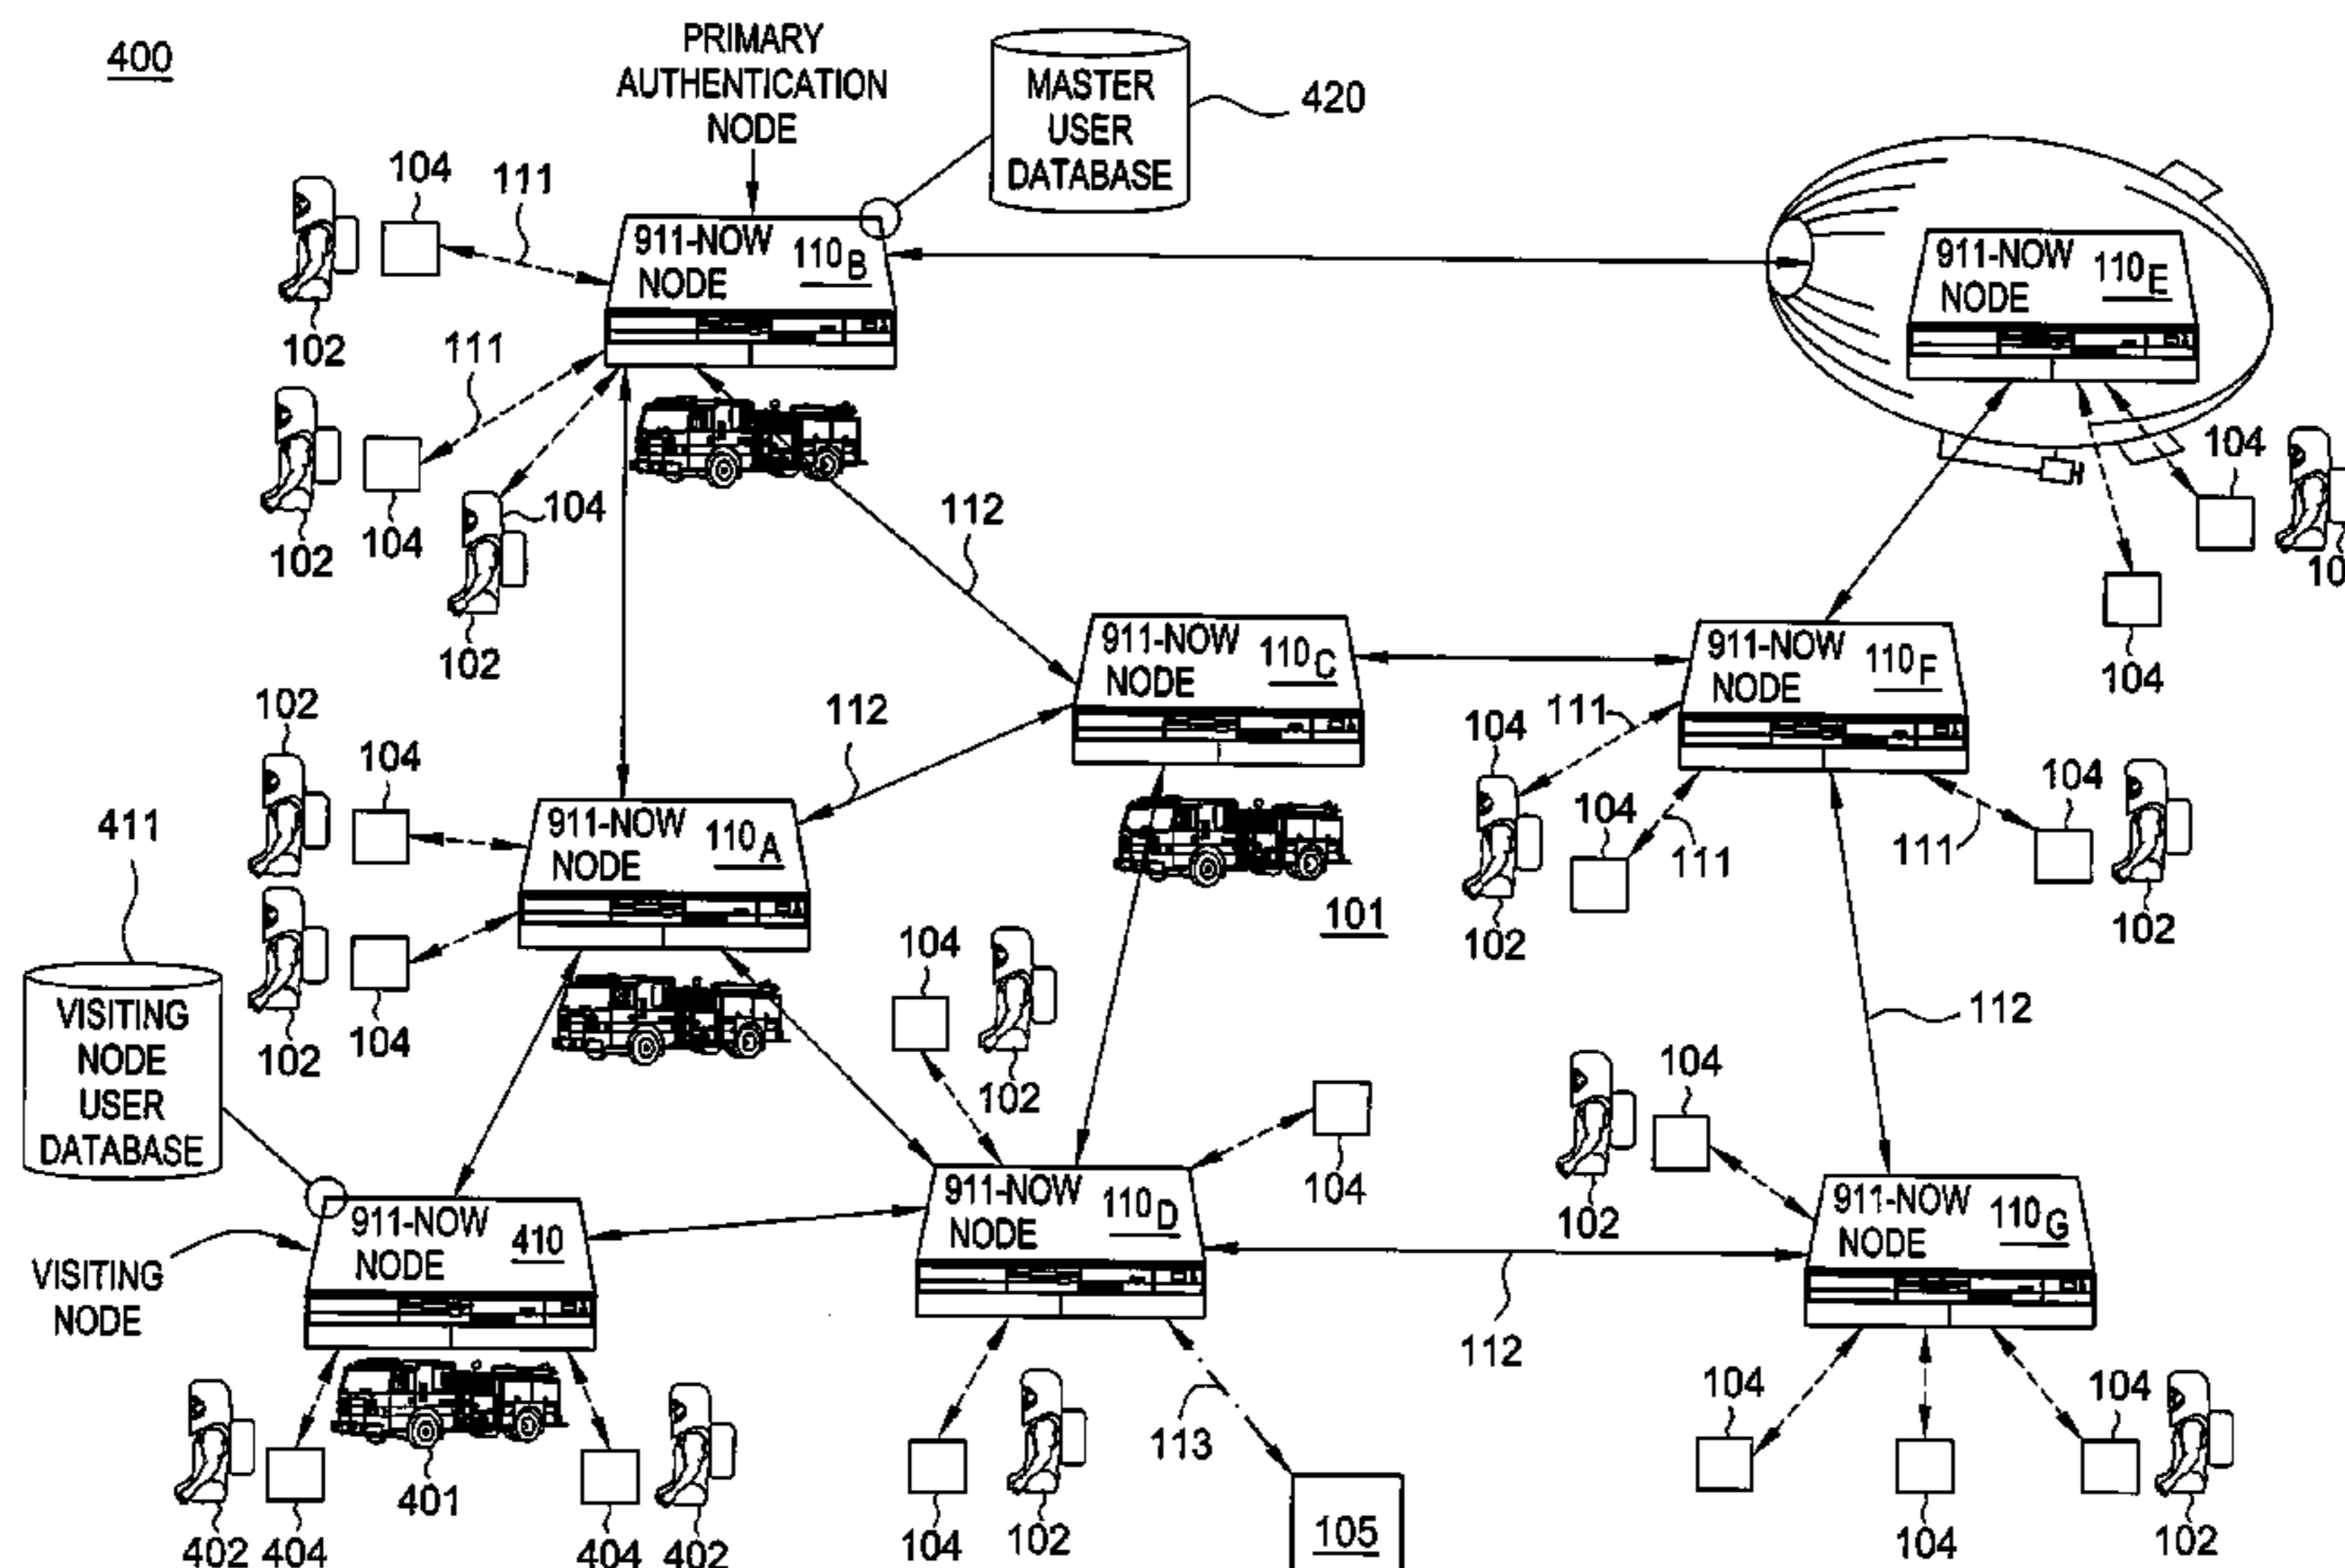 400
PRIMARY
AUTHENTICATION
NODE
MASTER
USER
DATABASE
420
104
111
102
911-NOW
NODE
110B
911-NOW
NODE
110E
111
102
104
104
102
112
104
104
911-NOW
NODE
110C
911-NOW
NODE
110F
102
104
112
104
111
104
111
104
111
102
102
911-NOW
NODE
110A
101
411
VISITING
NODE
USER
DATABASE
102
104
104
102
112
104
104
102
911-NOW
NODE
410
VISITING
NODE
911-NOW
NODE
110D
112
911-NOW
NODE
110G
402
404
401
404
402
104
102
113
105
104
104
104
102